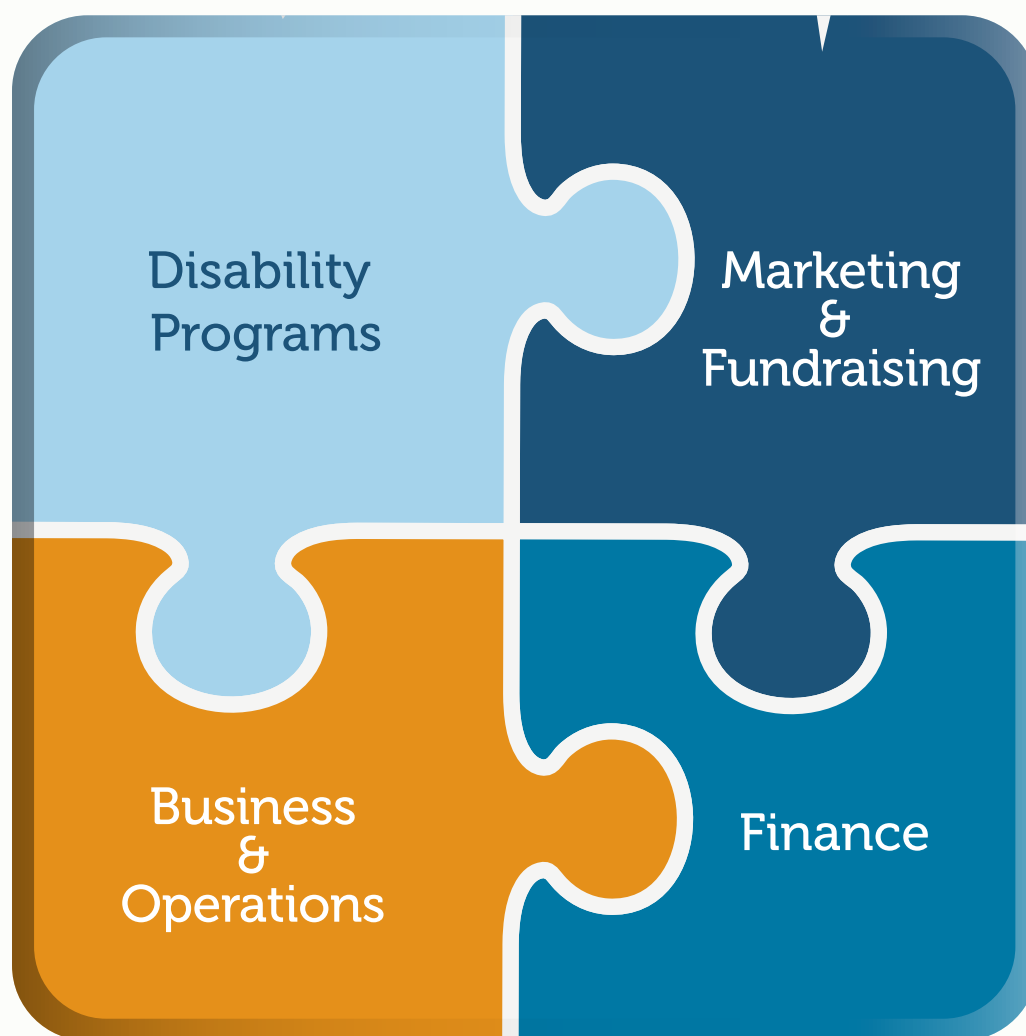 Disability
Programs
Marketing
&
Fundraising
Business
&
Operations
Finance